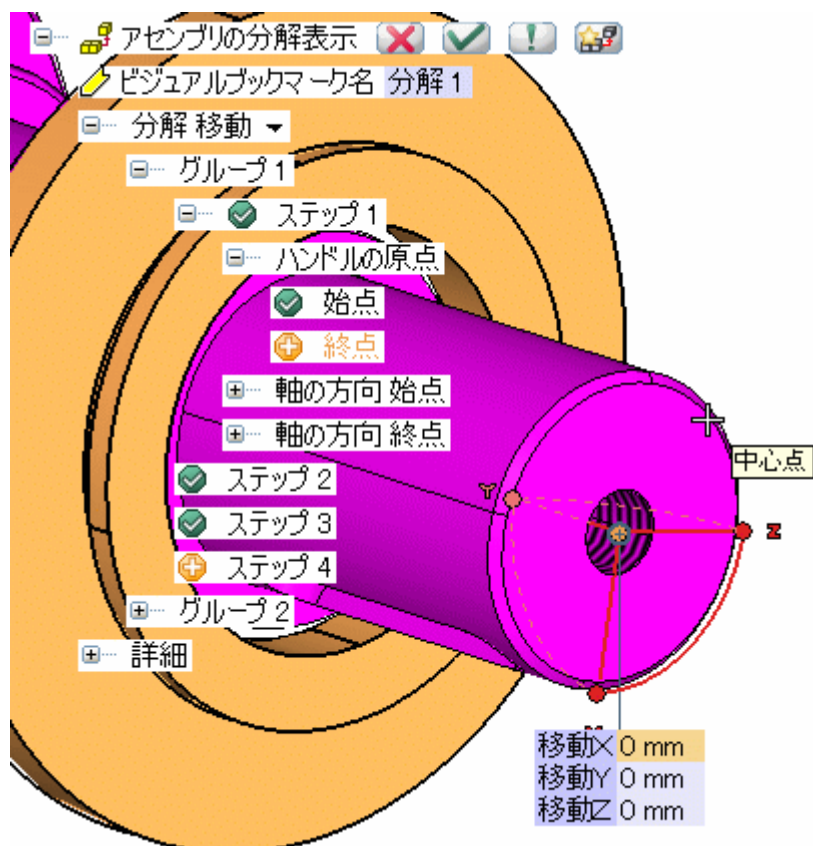 アセンブリの分解表示
ビジュアルブックマーク名 分解 1
分解 移動
グループ 1
ステップ 1
ハンドルの原点
始点
終点
軸の方向 始点
軸の方向 終点
中心点
Y
ステップ 2
ステップ 3
Z
ステップ 4
グループ 2
詳細
移動X 0 mm
移動Y 0 mm
移動Z 0 mm